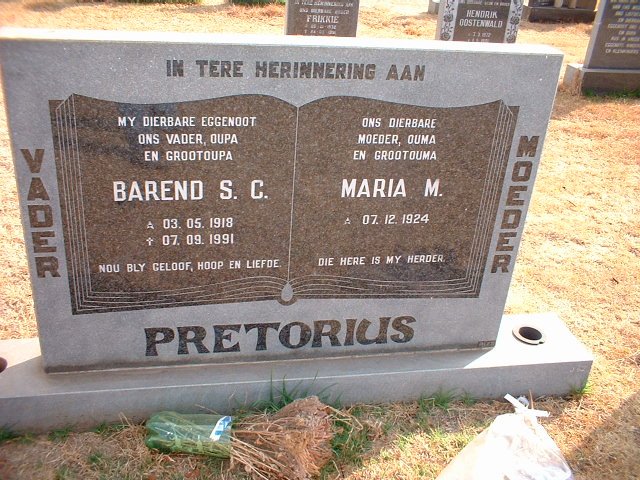 IN TERE HERINNERING AAN
FRIKKIE
HENDRIK
OOSTENWALD
VADER
MY DIERBARE EGGENOOT
ONS VADER, OUPA
EN GROOTOUPA
BAREND S. C.
03. 05. 1918
✝ 07. 09. 1991
NOU BLY GELOOF, HOOP EN LIEFDE.
ONS DIERBARE
MOEDER, OUMA
EN GROOTOUMA
MARIA M.
07. 12. 1924
DIE HERE IS MY HERDER.
MOEDER
PRETORIUS